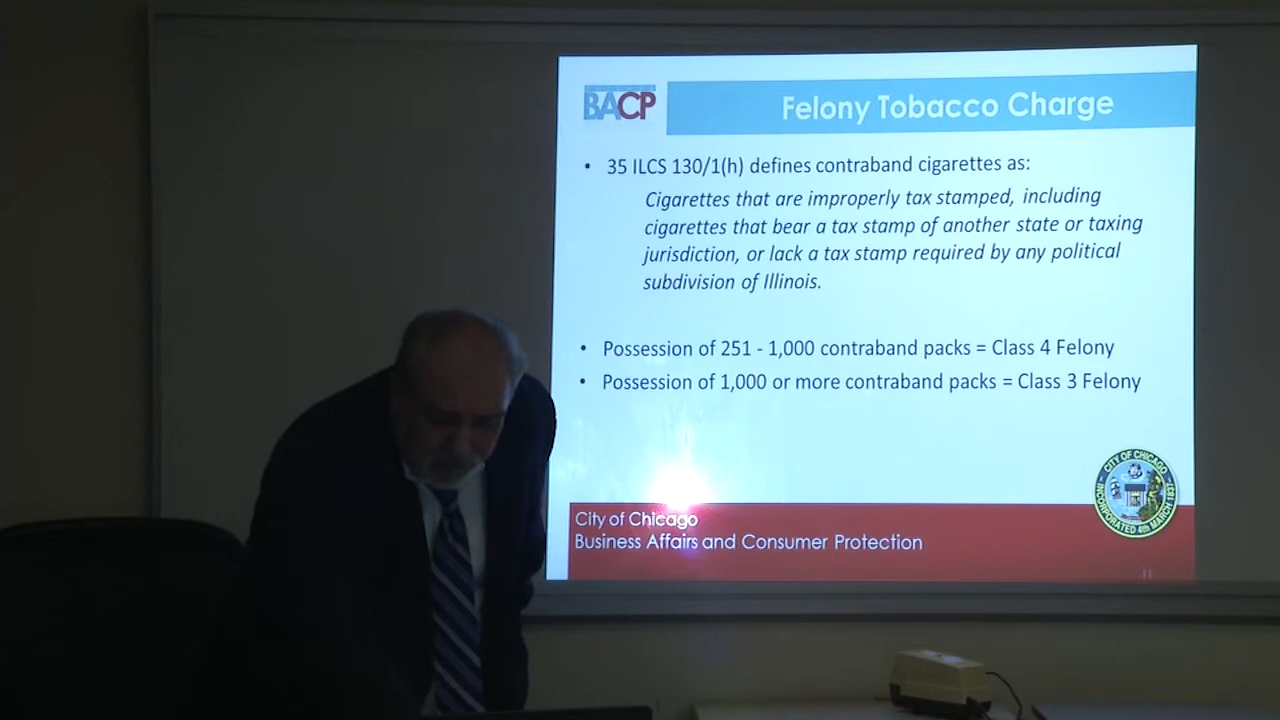 BACP
Felony Tobacco Charge
• 35 ILCS 130/1(h) defines contraband cigarettes as:
Cigarettes that are improperly tax stamped, including
cigarettes that bear a tax stamp of another state or taxing
jurisdiction, or lack a tax stamp required by any political
subdivision of Illinois.
• Possession of 251 - 1,000 contraband packs = Class 4 Felony
• Possession of 1,000 or more contraband packs = Class 3 Felony
CITY OF CHICAGO
INCORPORATED 4th MARCH 1837
City of Chicago
Business Affairs and Consumer Protection
11